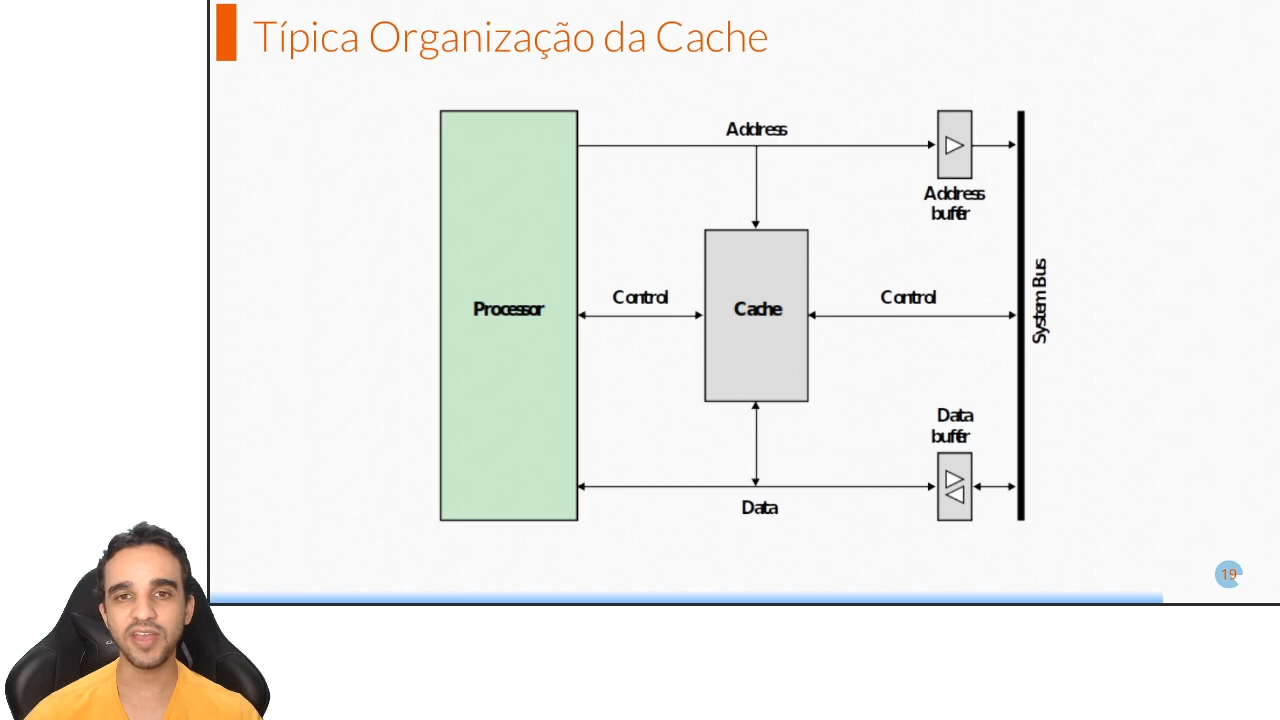 Típica Organização da Cache
Address
Address
buffer
Processor
Control
Cache
Control
System Bus
Data
buffer
Data
19